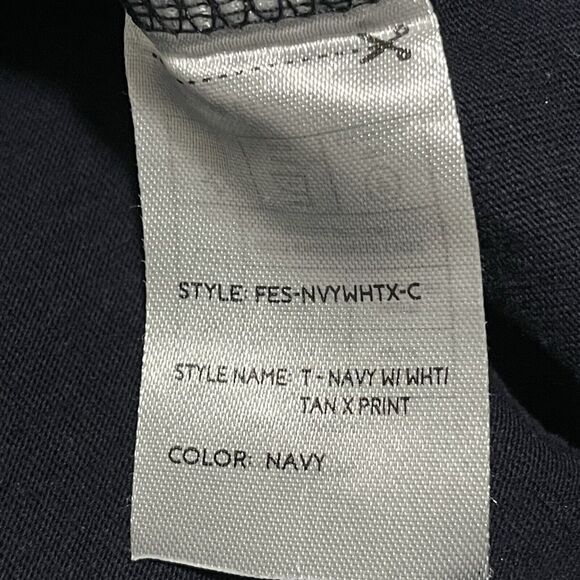 STYLE: FES-NVYWHTX-C
STYLE NAME: T-NAVY W/ WHT/
TAN X PRINT
COLOR: NAVY